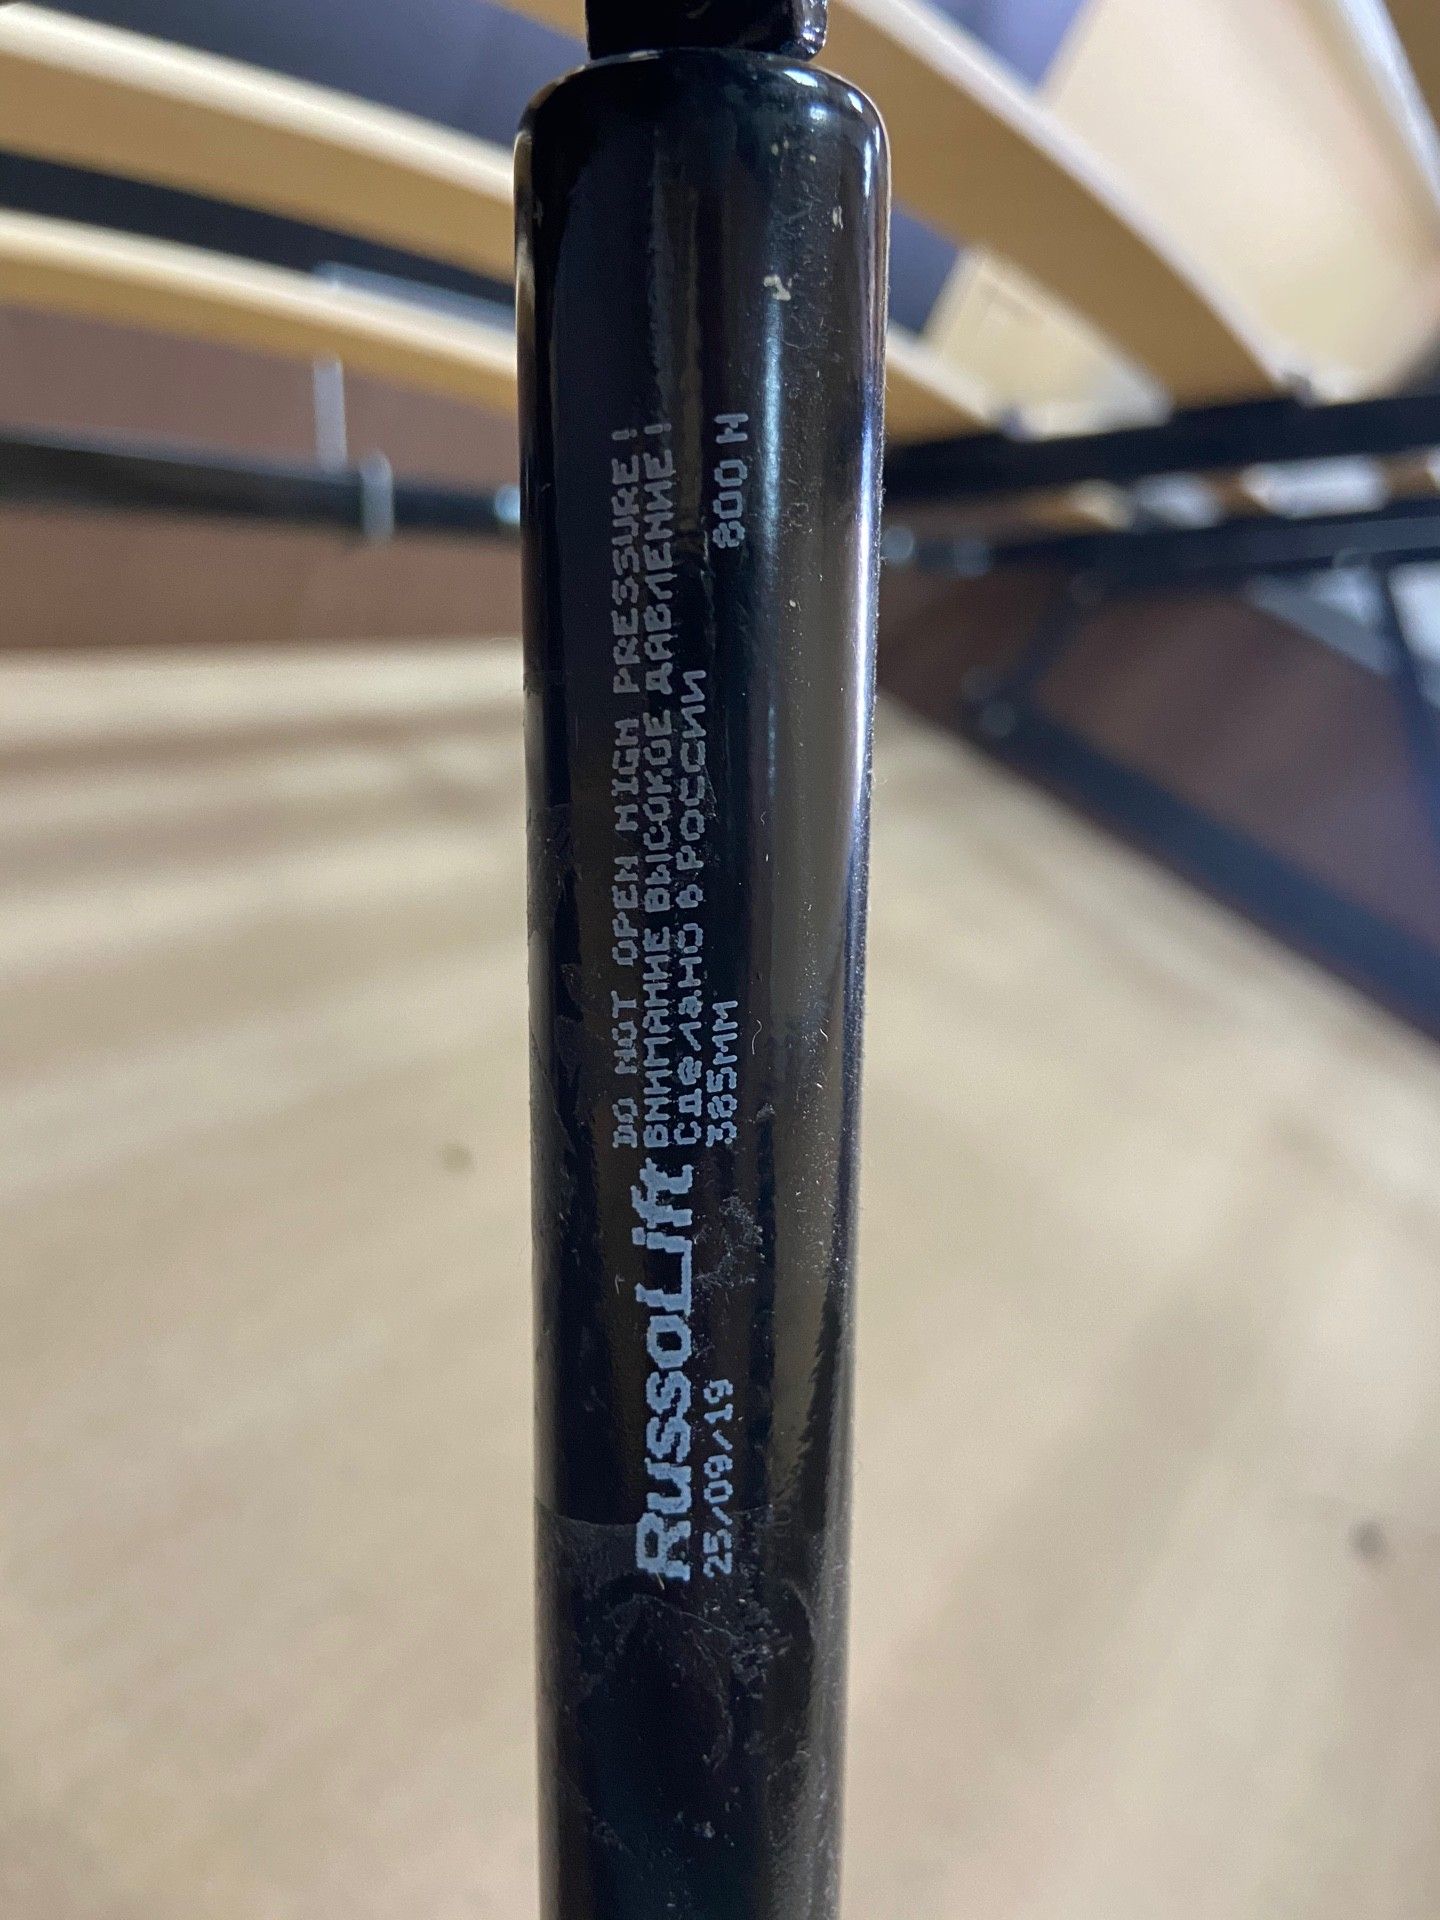 DO NOT OPEN HIGH PRESSURE!
ВНИМАНИЕ ВЫСОКОЕ ДАВЛЕНИЕ!
RussoLift Сделано в РОССИИ
25/09/19 385ММ 800 Н